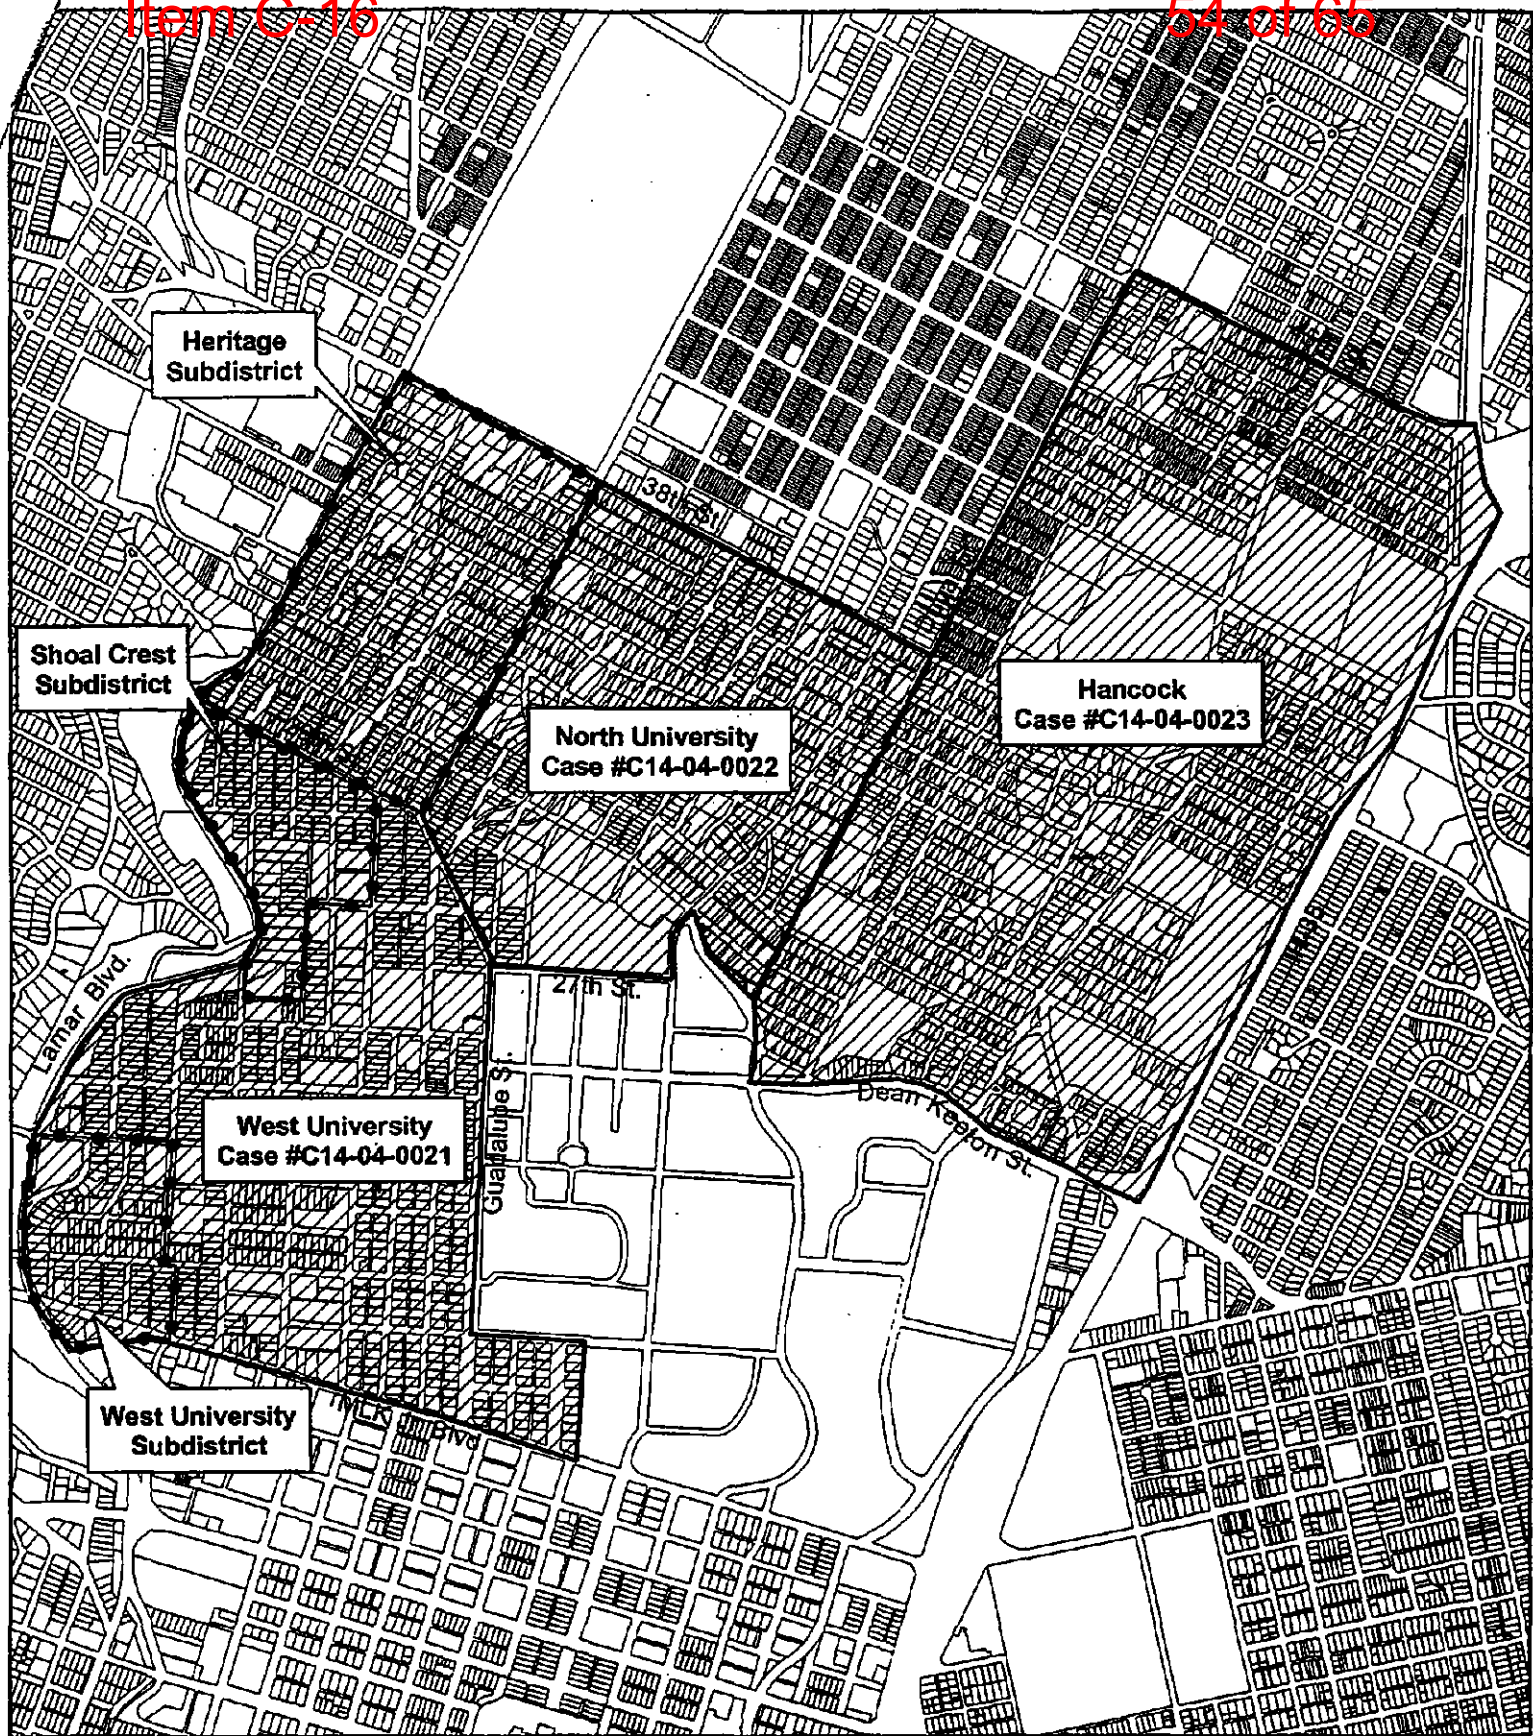 Item C-16
54 of 65
Heritage
Subdistrict
38th St.
Shoal Crest
Subdistrict
Hancock
Case #C14-04-0023
North University
Case #C14-04-0022
27th St.
Lamar Blvd.
Guadalupe St.
Dean Keeton St.
West University
Case #C14-04-0021
West University
Subdistrict
MLK Blvd